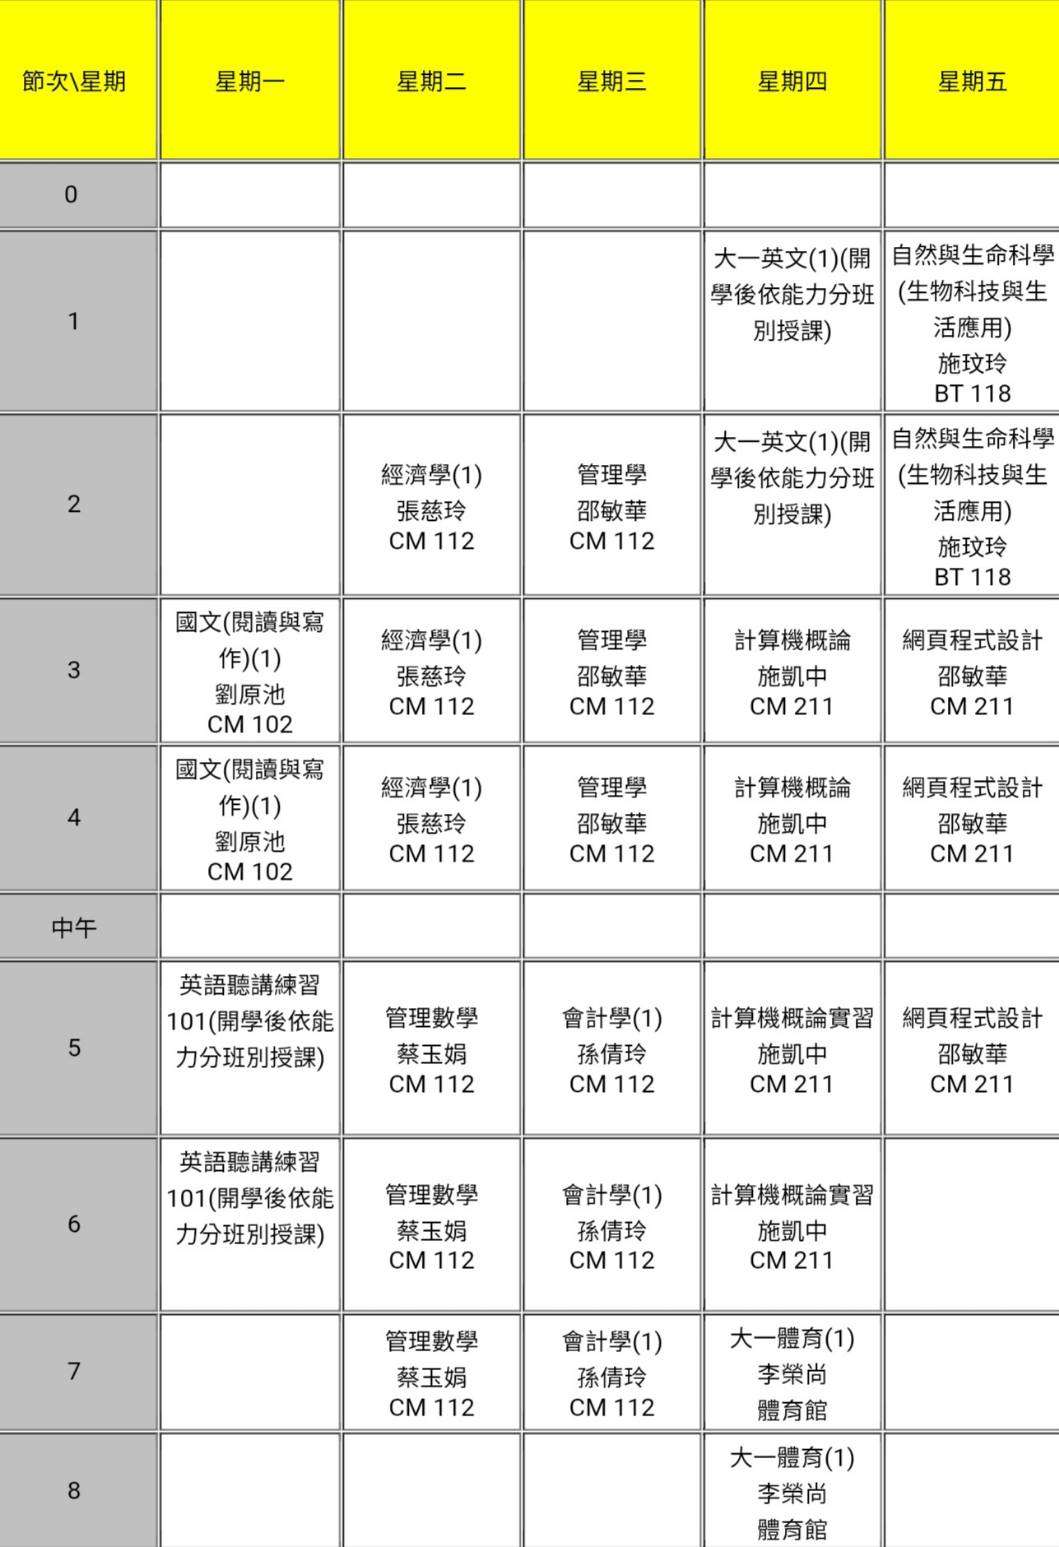 節次\星期 星期一 星期二 星期三 星期四 星期五
0
1
大一英文(1)(開
學後依能力分班
別授課)
自然與生命科學
(生物科技與生
活應用)
施玟玲
BT 118
2
經濟學(1)
張慈玲
CM 112
管理學
邵敏華
CM 112
大一英文(1)(開
學後依能力分班
別授課)
自然與生命科學
(生物科技與生
活應用)
施玟玲
BT 118
3
國文(閱讀與寫
作)(1)
劉原池
CM 102
經濟學(1)
張慈玲
CM 112
管理學
邵敏華
CM 112
計算機概論
施凱中
CM 211
網頁程式設計
邵敏華
CM 211
4
國文(閱讀與寫
作)(1)
劉原池
CM 102
經濟學(1)
張慈玲
CM 112
管理學
邵敏華
CM 112
計算機概論
施凱中
CM 211
網頁程式設計
邵敏華
CM 211
中午
5
英語聽講練習
101(開學後依能
力分班別授課)
管理數學
蔡玉娟
CM 112
會計學(1)
孫倩玲
CM 112
計算機概論實習
施凱中
CM 211
網頁程式設計
邵敏華
CM 211
6
英語聽講練習
101(開學後依能
力分班別授課)
管理數學
蔡玉娟
CM 112
會計學(1)
孫倩玲
CM 112
計算機概論實習
施凱中
CM 211
7
管理數學
蔡玉娟
CM 112
會計學(1)
孫倩玲
CM 112
大一體育(1)
李榮尚
體育館
8
大一體育(1)
李榮尚
體育館